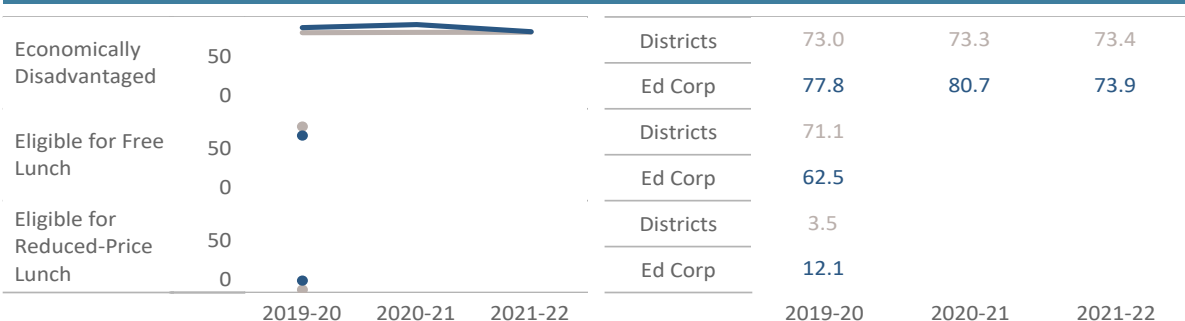 Economically
Disadvantaged
50
0
Districts 73.0 73.3 73.4
Ed Corp 77.8 80.7 73.9
Eligible for Free
Lunch
50
0
Districts 71.1
Ed Corp 62.5
Eligible for
Reduced-Price
Lunch
50
0
Districts 3.5
Ed Corp 12.1
2019-20 2020-21 2021-22
2019-20 2020-21 2021-22